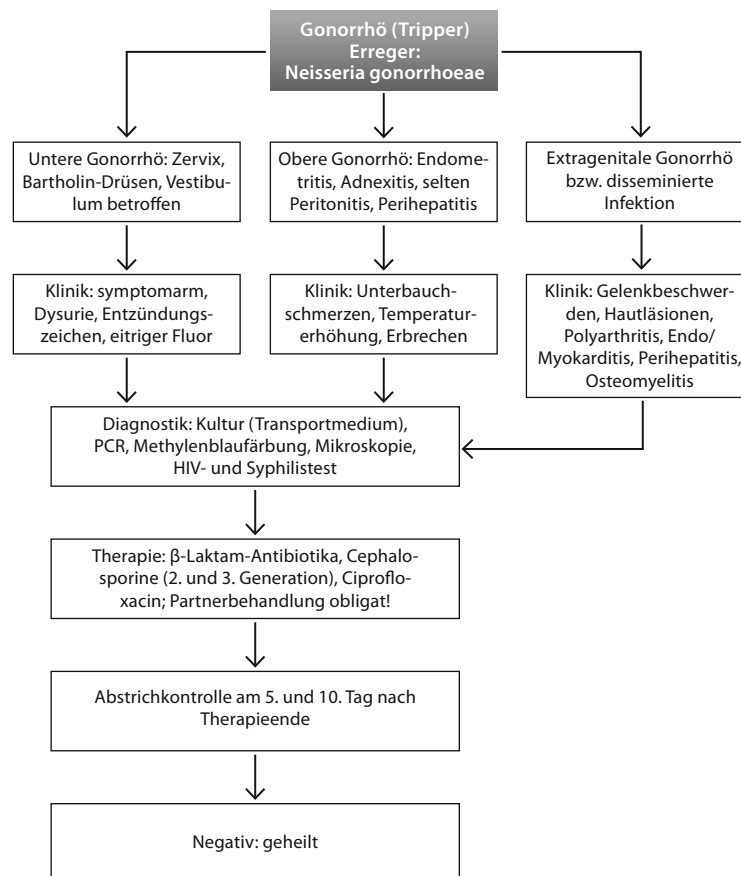 Gonorrhö (Tripper)
Erreger:
Neisseria gonorrhoeae
Untere Gonorrhö: Zervix,
Bartholin-Drüsen, Vestibu-
lum betroffen
Obere Gonorrhö: Endome-
tritis, Adnexitis, selten
Peritonitis, Perihepatitis
Extragenitale Gonorrhö
bzw. disseminierte
Infektion
Klinik: symptomarm,
Dysurie, Entzündungs-
zeichen, eitriger Fluor
Klinik: Unterbauch-
schmerzen, Temperatur-
erhöhung, Erbrechen
Klinik: Gelenkbeschwer-
den, Hautläsionen,
Polyarthritis, Endo/
Myokarditis, Perihepatitis,
Osteomyelitis
Diagnostik: Kultur (Transportmedium),
PCR, Methylenblaufärbung, Mikroskopie,
HIV- und Syphilistest
Therapie: β-Laktam-Antibiotika, Cephalo-
sporine (2. und 3. Generation), Ciproflo-
xacin; Partnerbehandlung obligat!
Abstrichkontrolle am 5. und 10. Tag nach
Therapieende
Negativ: geheilt